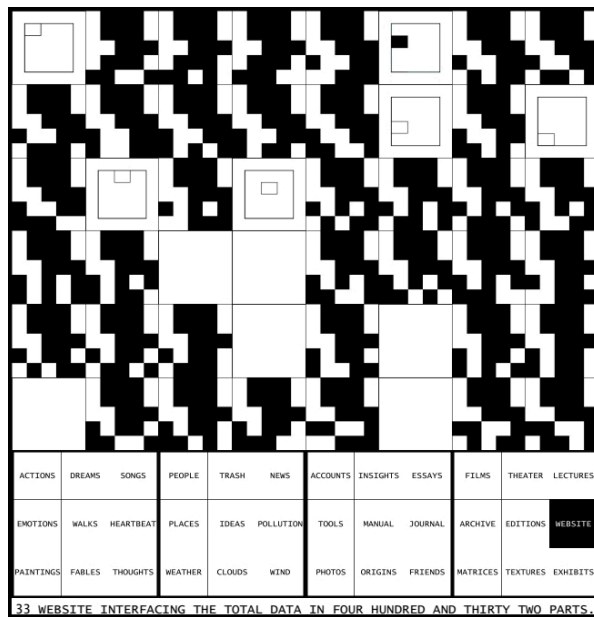 ACTIONS DREAMS SONGS PEOPLE TRASH NEWS ACCOUNTS INSIGHTS ESSAYS FILMS THEATER LECTURES
EMOTIONS WALKS HEARTBEAT PLACES IDEAS POLLUTION TOOLS MANUAL JOURNAL ARCHIVE EDITIONS WEBSITE
PAINTINGS FABLES THOUGHTS WEATHER CLOUDS WIND PHOTOS ORIGINS FRIENDS MATRICES TEXTURES EXHIBITS
33 WEBSITE INTERFACING THE TOTAL DATA IN FOUR HUNDRED AND THIRTY TWO PARTS.